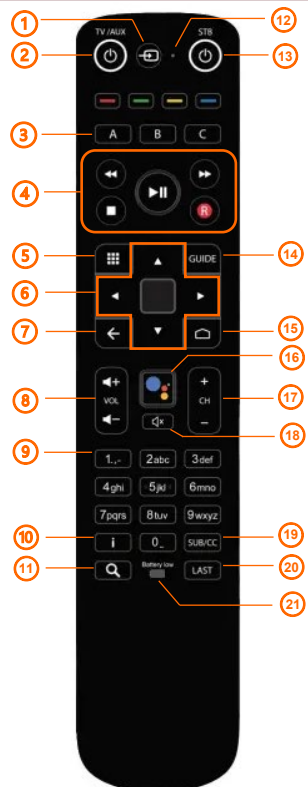 1
12
TV /AUX
STB
2
13
3
A
B
C
4
R
5
GUIDE
14
6
7
15
16
+
+
8
VOL
CH
17
−
−
18
9
1.,-
2abc
3def
4ghi
5jkl
6mno
7pqrs
8tuv
9wxyz
10
i
0_
SUB/CC
19
11
Battery low
LAST
20
21